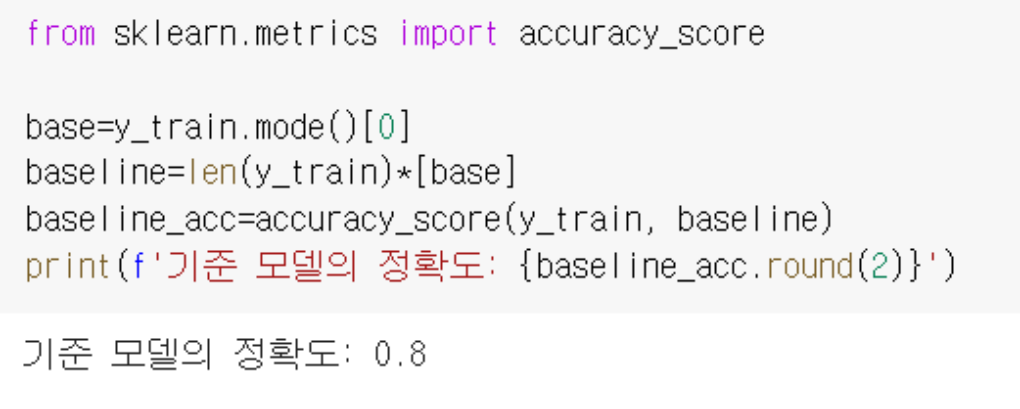 from sklearn.metrics import accuracy_score
base=y_train.mode()[0]
baseline=len(y_train)*[base]
baseline_acc=accuracy_score(y_train, baseline)
print(f'기준 모델의 정확도: {baseline_acc.round(2)}')
기준 모델의 정확도: 0.8